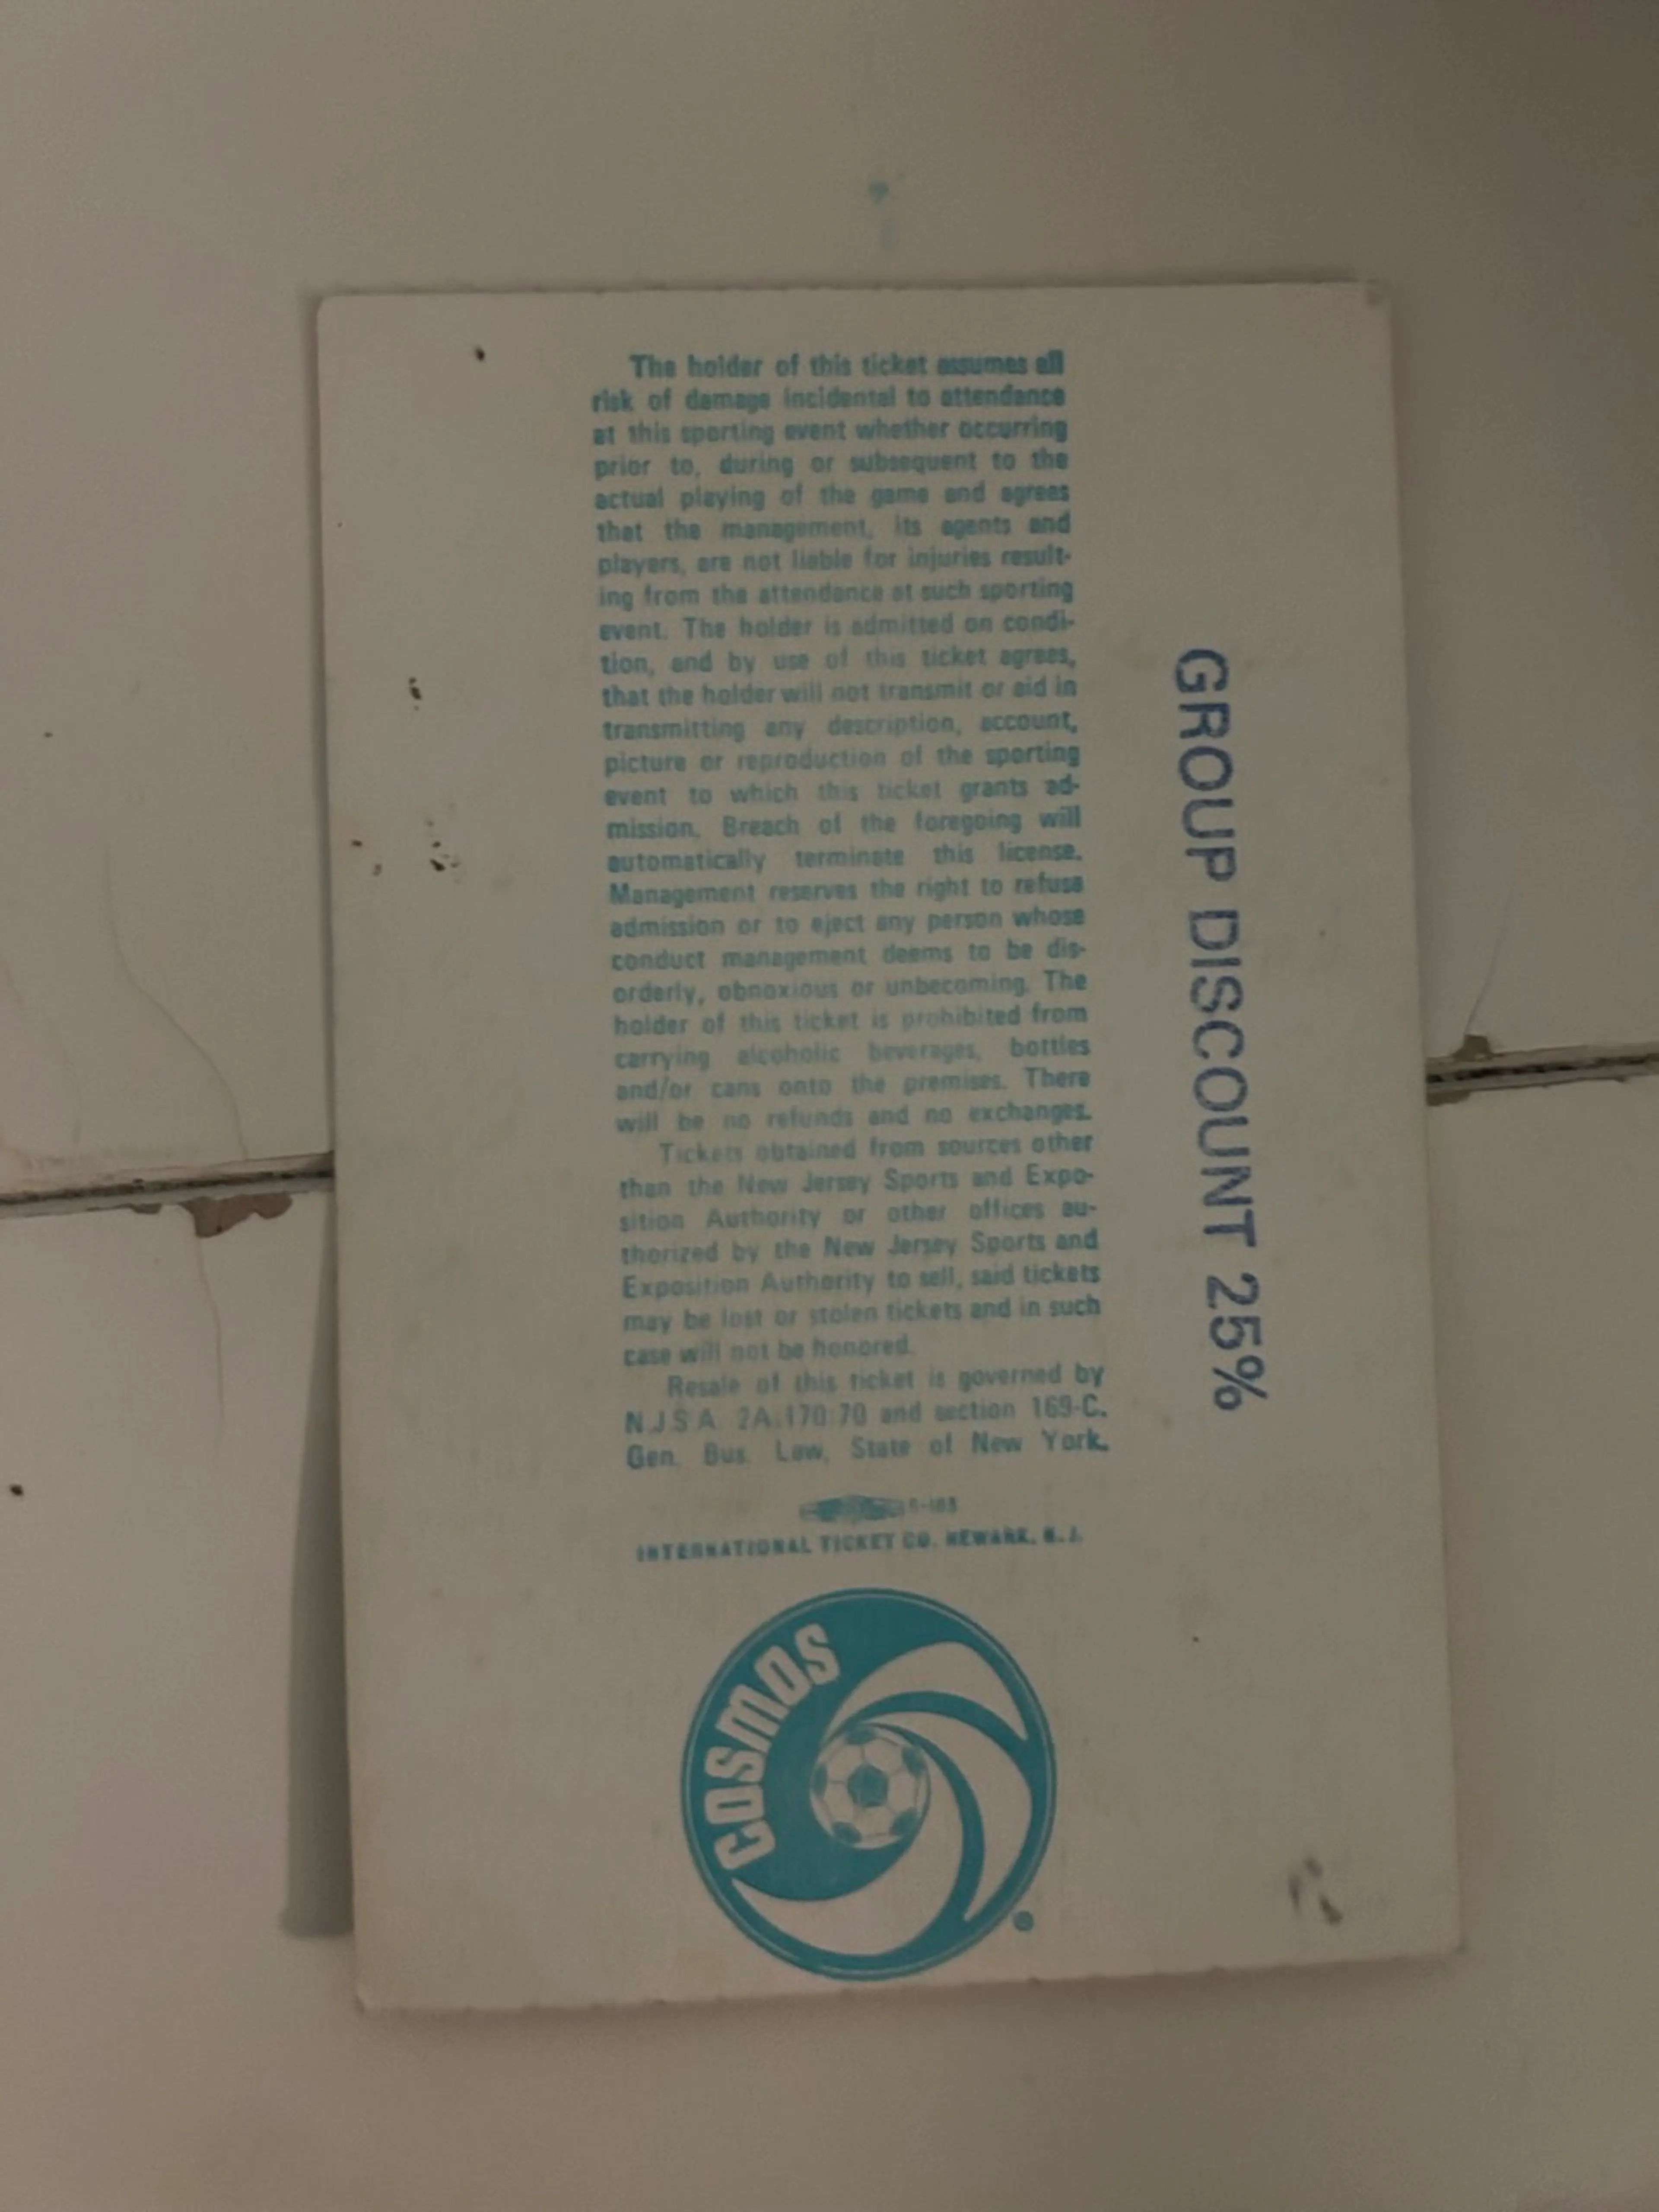 The holder of this ticket assumes all
risk of damage incidental to attendance
at this sporting event whether occurring
prior to, during or subsequent to the
actual playing of the game and agrees
that the management, its agents and
players, are not liable for injuries result-
ing from the attendance at such sporting
event. The holder is admitted on condi-
tion, and by use of this ticket agrees,
that the holder will not transmit or aid in
transmitting any description, account,
picture or reproduction of the sporting
event to which this ticket grants ad-
mission. Breach of the foregoing will
automatically terminate this license.
Management reserves the right to refuse
admission or to eject any person whose
conduct management deems to be dis-
orderly, obnoxious or unbecoming. The
holder of this ticket is prohibited from
carrying alcoholic beverages, bottles
and/or cans onto the premises. There
will be no refunds and no exchanges.
Tickets obtained from sources other
than the New Jersey Sports and Expo-
sition Authority or other offices au-
thorized by the New Jersey Sports and
Exposition Authority to sell, said tickets
may be lost or stolen tickets and in such
case will not be honored.
Resale of this ticket is governed by
N.J.S.A. 2A:170:70 and section 169-C.
Gen. Bus. Law, State of New York.
INTERNATIONAL TICKET CO. NEWARK, N.J.
COSMOS
®
GROUP DISCOUNT 25%